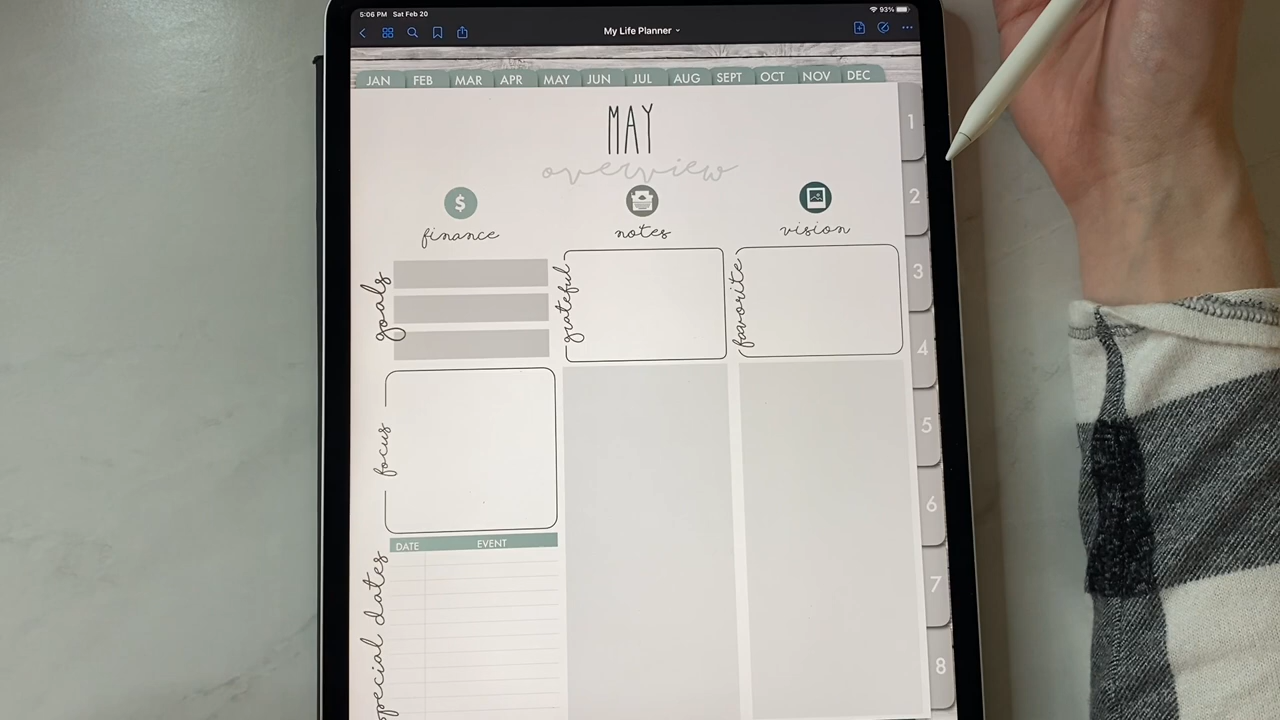 5:06 PM Sat Feb 20 93%
My Life Planner
JAN FEB MAR APR MAY JUN JUL AUG SEPT OCT NOV DEC
MAY
overview
$
finance notes vision
goals
grateful
favorite
focus
DATE EVENT
special dates
1
2
3
4
5
6
7
8